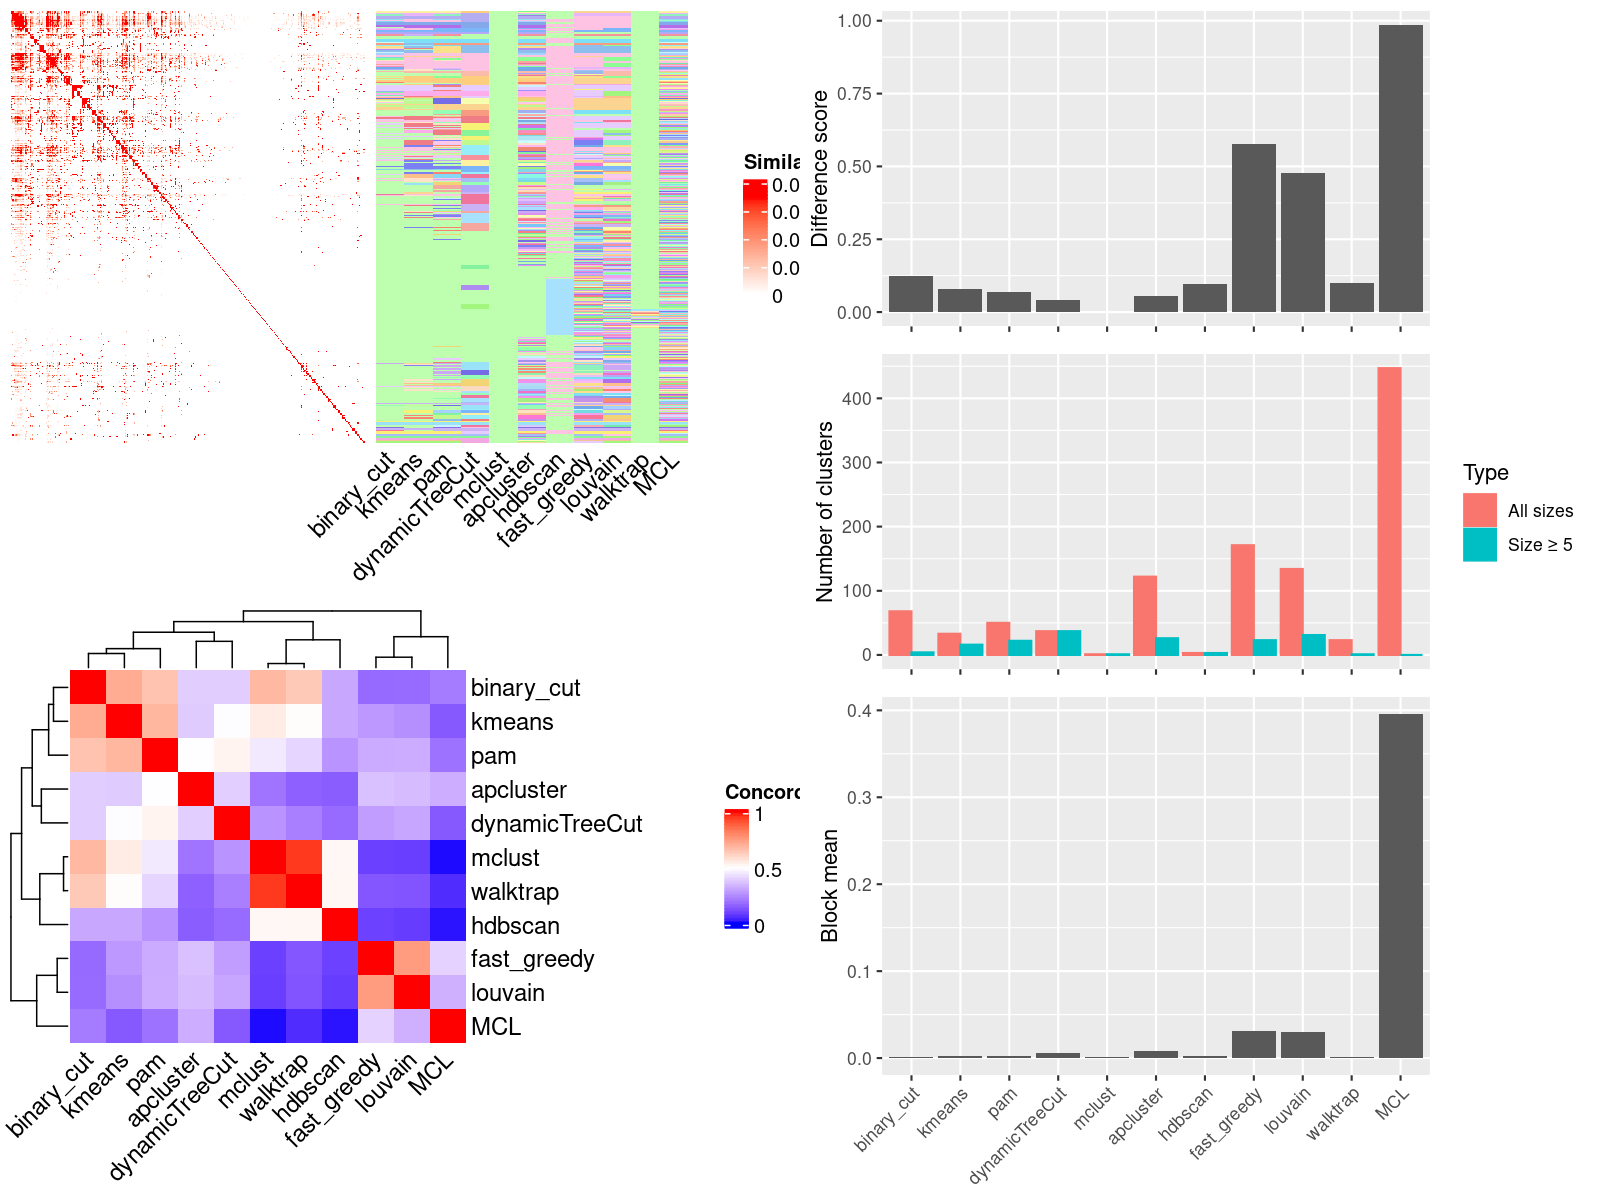 Simila
0.0
0.0
0.0
0.0
0
binary_cut
kmeans
pam
dynamicTreeCut
mclust
apcluster
hdbscan
fast_greedy
louvain
walktrap
MCL
Difference score
1.00
0.75
0.50
0.25
0.00
Number of clusters
400
300
200
100
0
Type
All sizes
Size ≥ 5
binary_cut
kmeans
pam
apcluster
dynamicTreeCut
mclust
walktrap
hdbscan
fast_greedy
louvain
MCL
binary_cut
kmeans
pam
apcluster
dynamicTreeCut
mclust
walktrap
hdbscan
fast_greedy
louvain
MCL
Concord
1
0.5
0
Block mean
0.4
0.3
0.2
0.1
0.0
binary_cut
kmeans
pam
dynamicTreeCut
mclust
apcluster
hdbscan
fast_greedy
louvain
walktrap
MCL